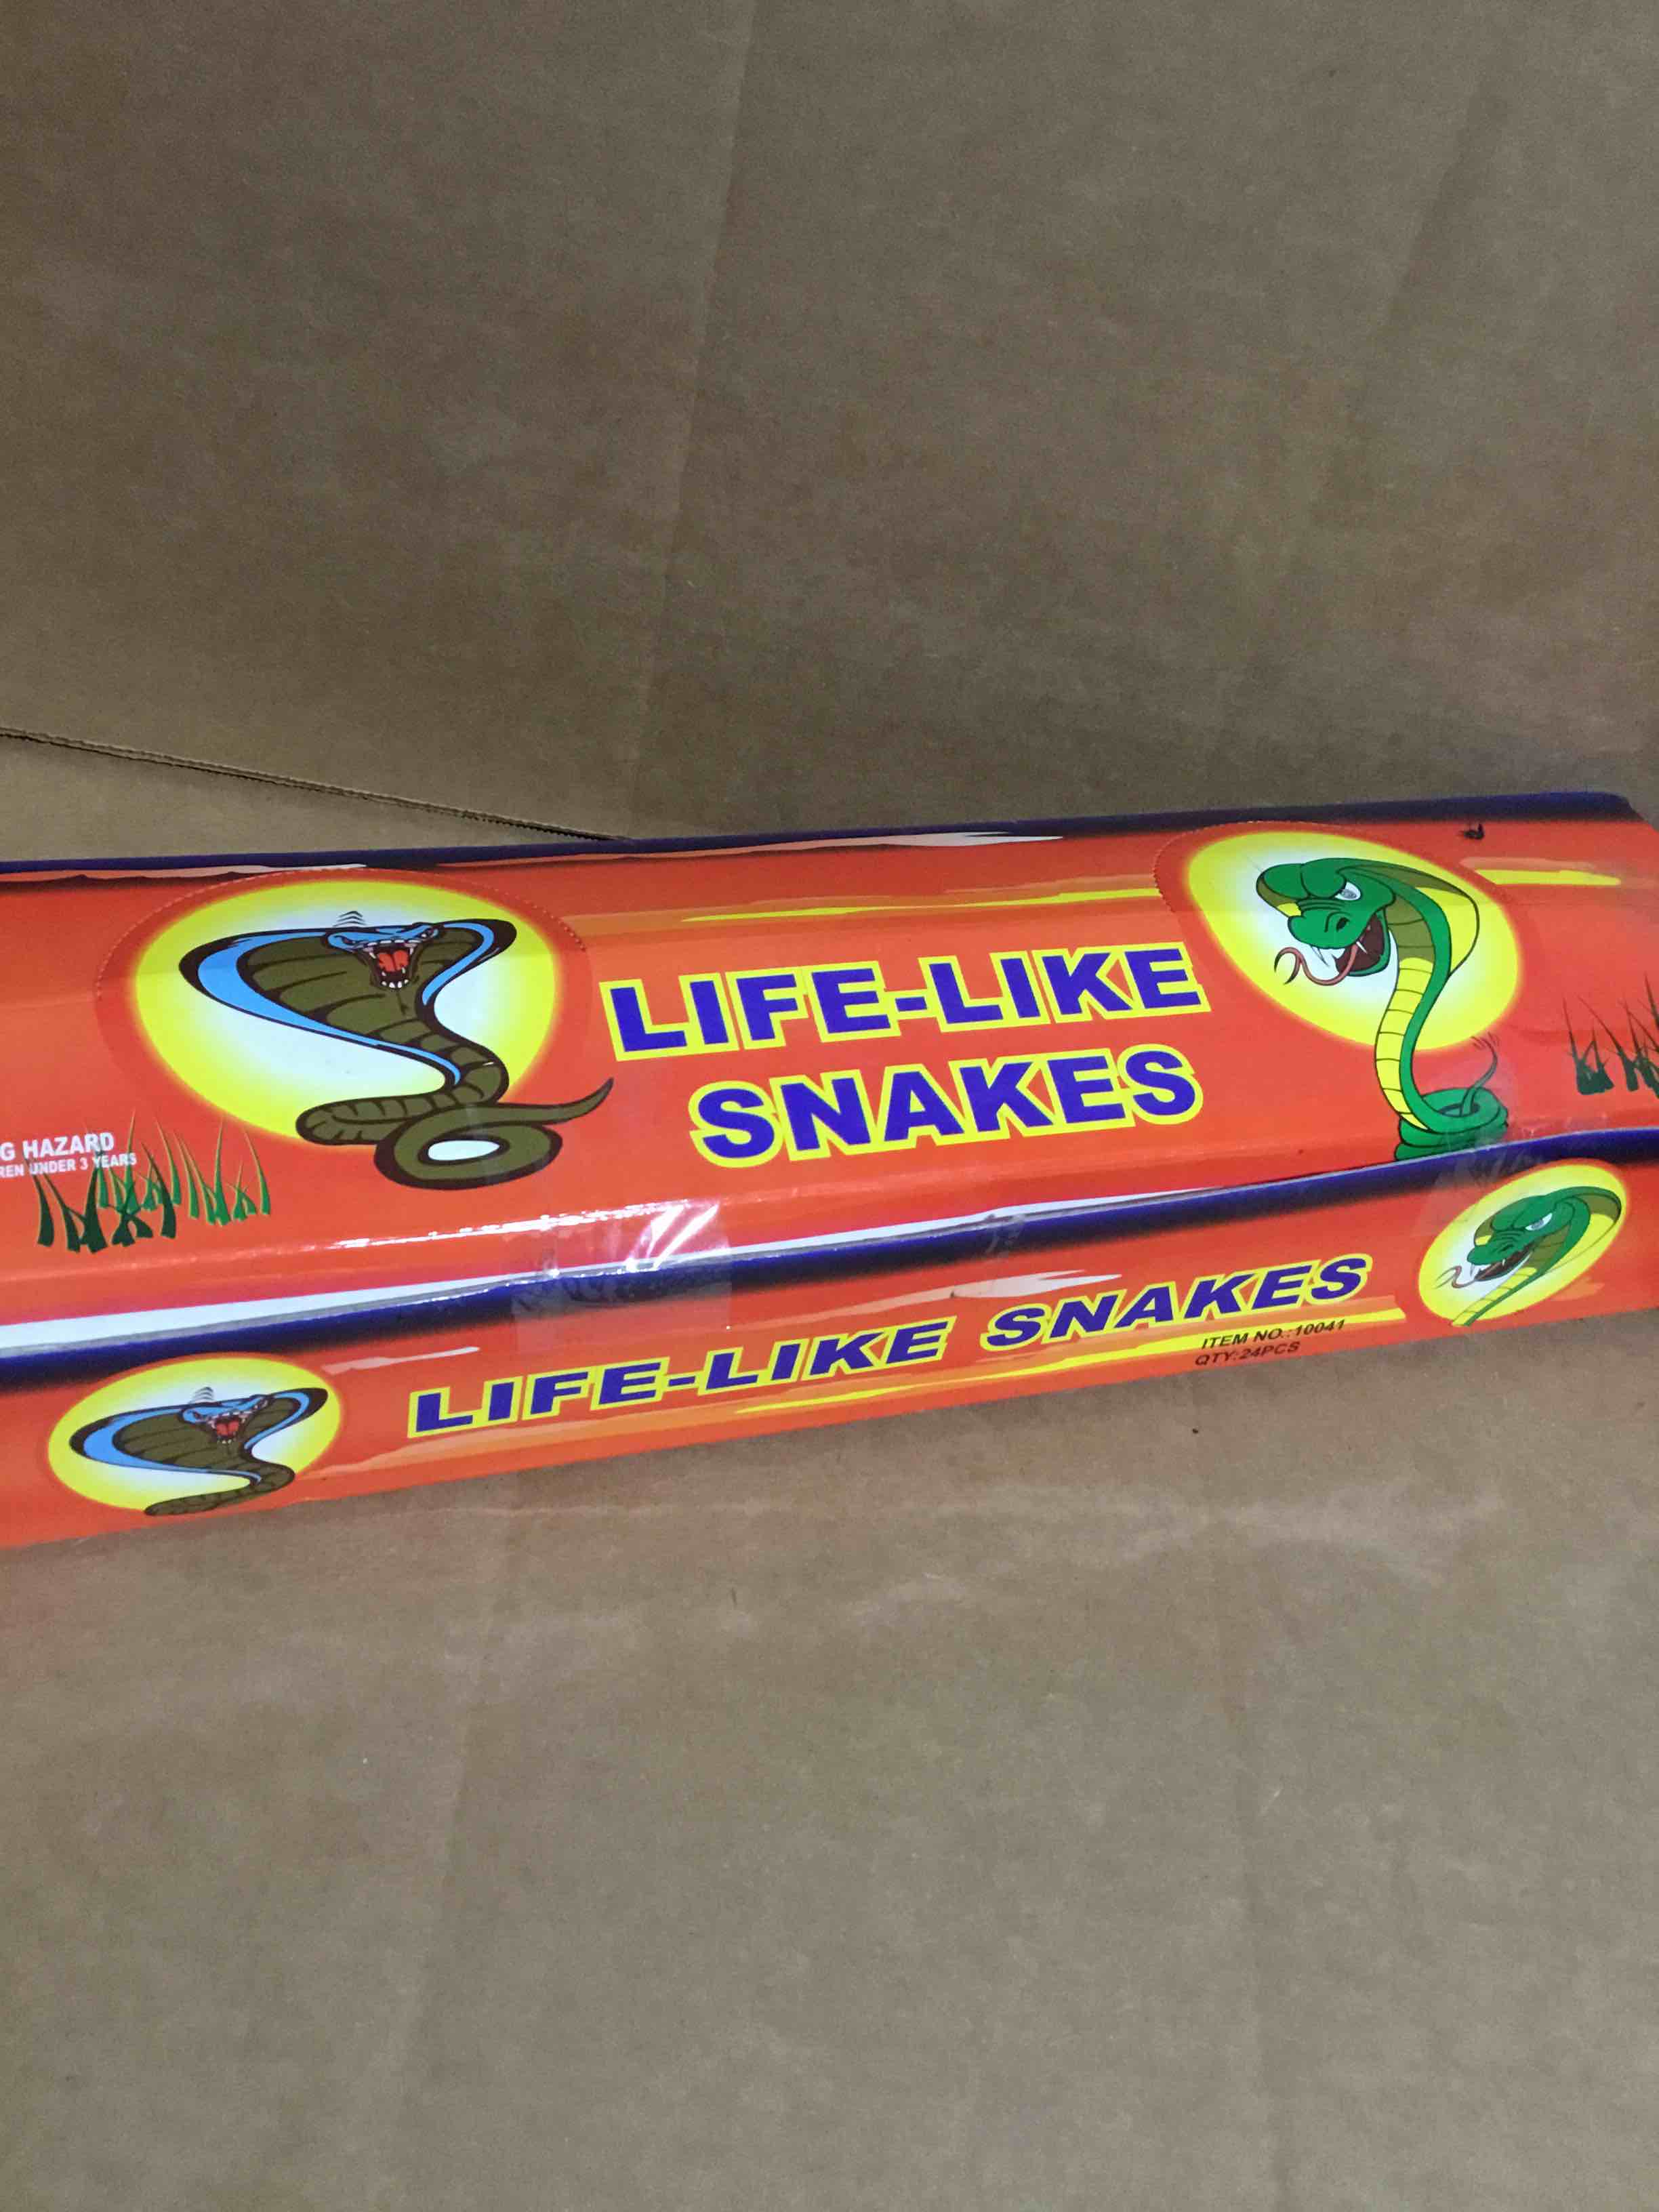 LIFE-LIKE
SNAKES
G HAZARD
REN UNDER 3 YEARS
LIFE-LIKE SNAKES
ITEM NO.:10041
QTY:24PCS